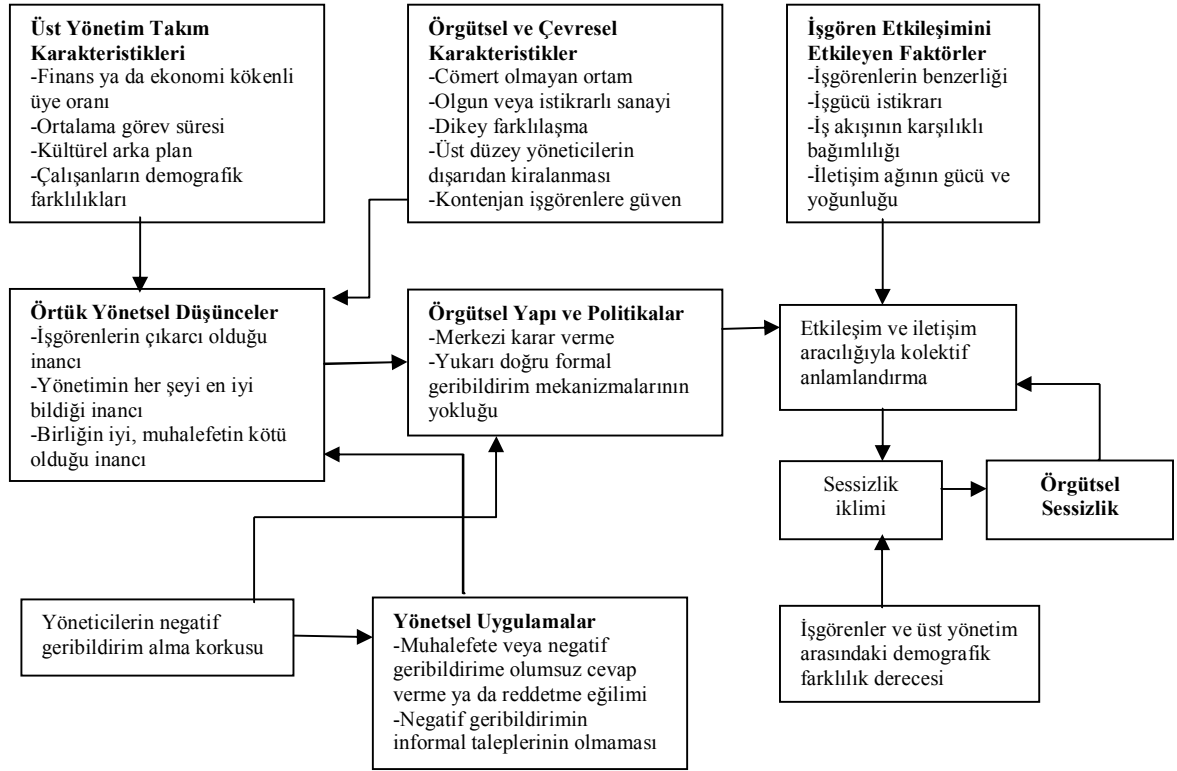 Üst Yönetim Takım
Karakteristikleri
-Finans ya da ekonomi kökenli
üye oranı
-Ortalama görev süresi
-Kültürel arka plan
-Çalışanların demografik
farklılıkları
Örgütsel ve Çevresel
Karakteristikler
-Cömert olmayan ortam
-Olgun veya istikrarlı sanayi
-Dikey farklılaşma
-Üst düzey yöneticilerin
dışarıdan kiralanması
-Kontenjan işgörenlere güven
İşgören Etkileşimini
Etkileyen Faktörler
-İşgörenlerin benzerliği
-İşgücü istikrarı
-İş akışının karşılıklı
bağımlılığı
-İletişim ağının gücü ve
yoğunluğu
Örtük Yönetsel Düşünceler
-İşgörenlerin çıkarcı olduğu
inancı
-Yönetimin her şeyi en iyi
bildiği inancı
-Birliğin iyi, muhalefetin kötü
olduğu inancı
Örgütsel Yapı ve Politikalar
-Merkezi karar verme
-Yukarı doğru formal
geribildirim mekanizmalarının
yokluğu
Etkileşim ve iletişim
aracılığıyla kolektif
anlamlandırma
Sessizlik
iklimi
Örgütsel
Sessizlik
Yöneticilerin negatif
geribildirim alma korkusu
Yönetsel Uygulamalar
-Muhalefete veya negatif
geribildirime olumsuz cevap
verme ya da reddetme eğilimi
-Negatif geribildirimin
informal taleplerinin olmaması
İşgörenler ve üst yönetim
arasındaki demografik
farklılık derecesi